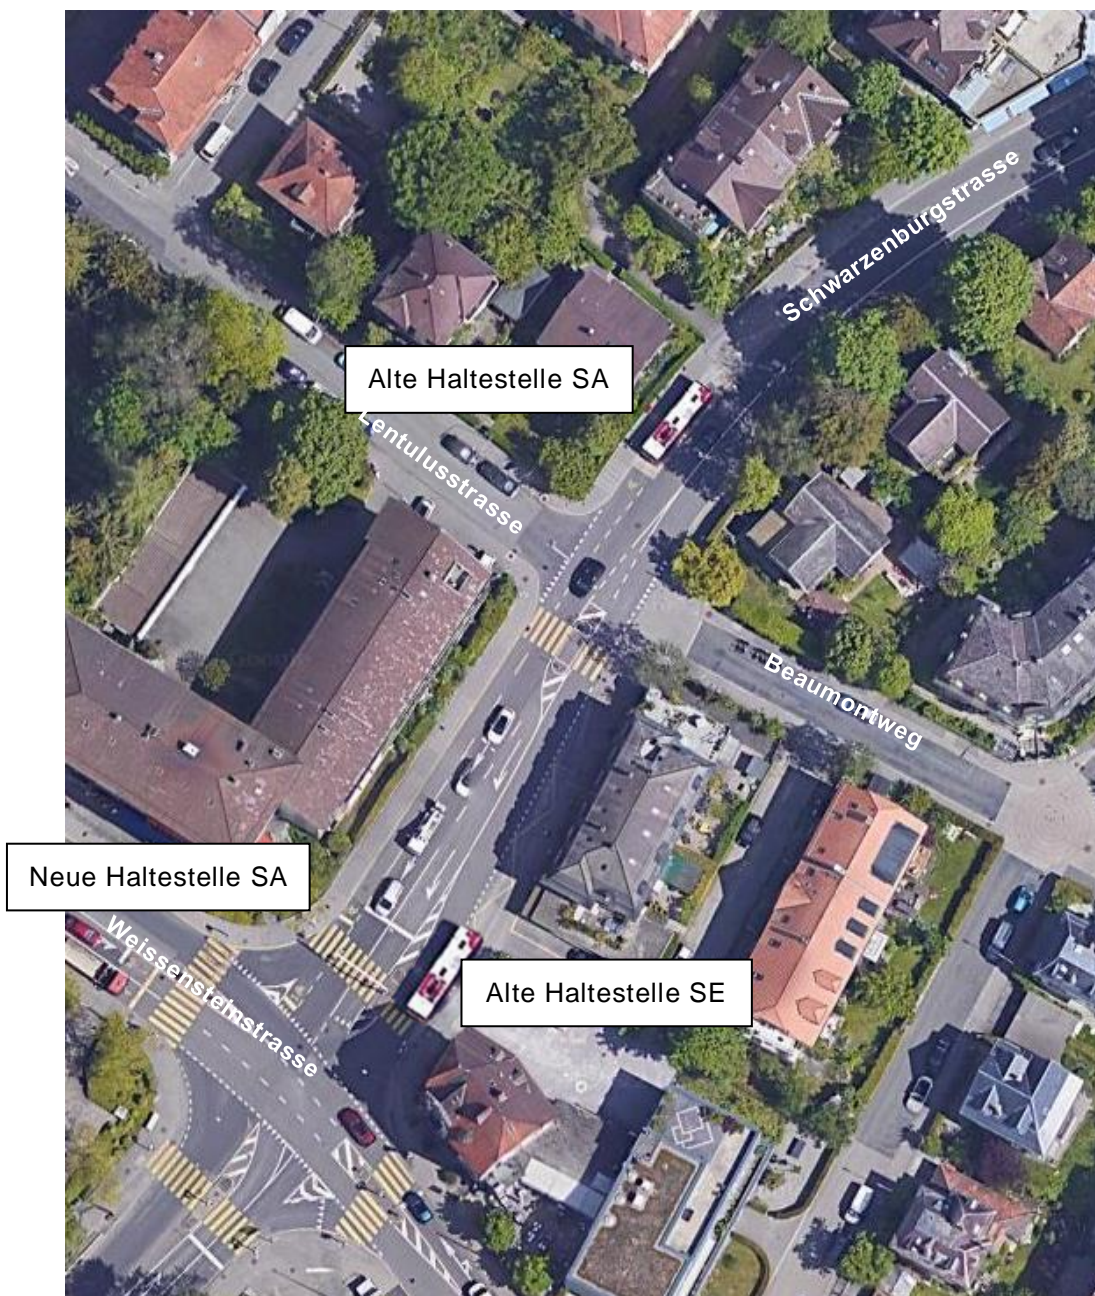 Schwarzenburgstrasse
Alte Haltestelle SA
Lentulusstrasse
Beaumontweg
Neue Haltestelle SA
Weissensteinstrasse
Alte Haltestelle SE